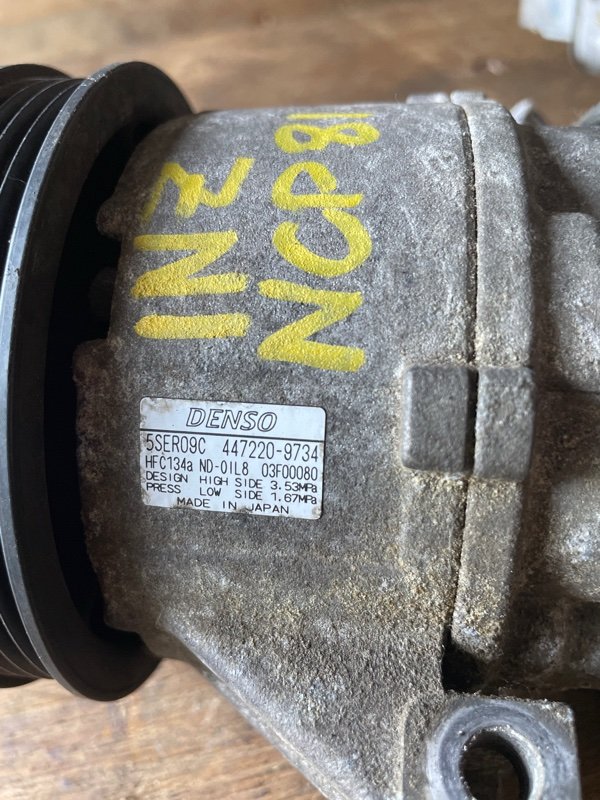 1NZ
NCP81
DENSO
5SER09C 447220-9734
HFC134a ND-OIL8 03F00080
DESIGN HIGH SIDE 3.53MPa
PRESS LOW SIDE 1.67MPa
MADE IN JAPAN